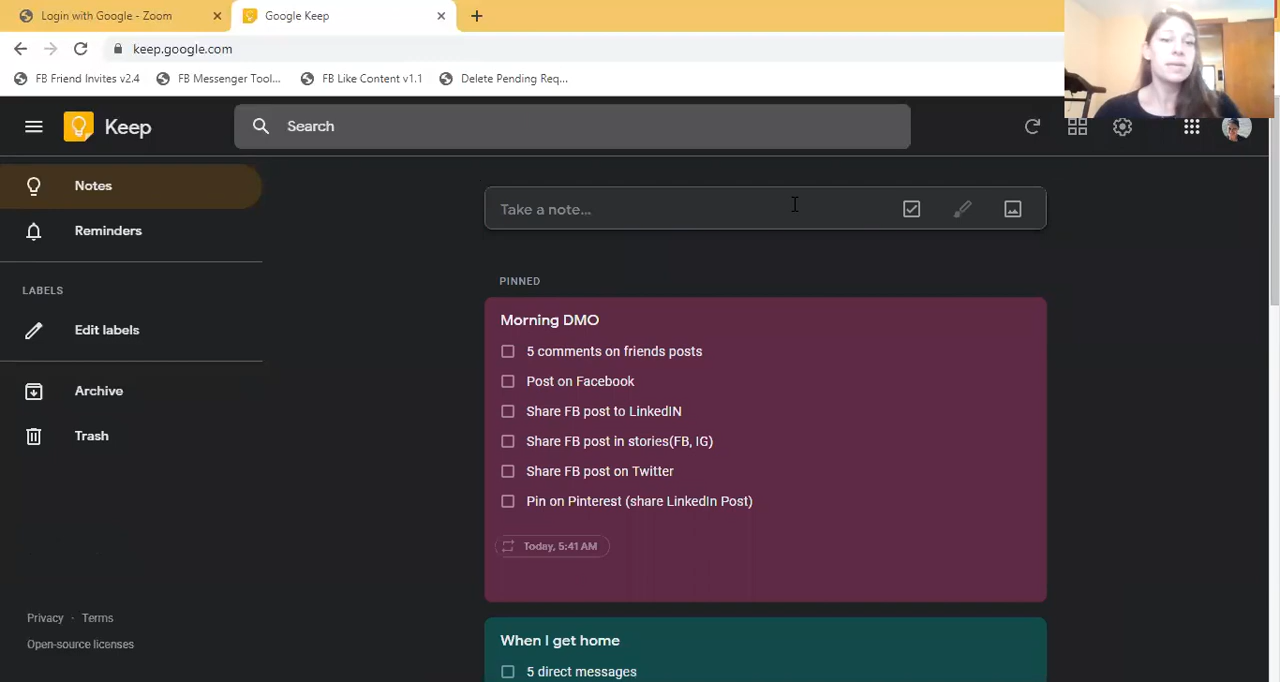 Login with Google - Zoom
Google Keep
keep.google.com
FB Friend Invites v2.4
FB Messenger Tool...
FB Like Content v1.1
Delete Pending Req...
Keep
Search
Notes
Reminders
LABELS
Edit labels
Archive
Trash
Privacy · Terms
Open-source licenses
Take a note...
PINNED
Morning DMO
5 comments on friends posts
Post on Facebook
Share FB post to LinkedIN
Share FB post in stories(FB, IG)
Share FB post on Twitter
Pin on Pinterest (share LinkedIn Post)
Today, 5:41 AM
When I get home
5 direct messages